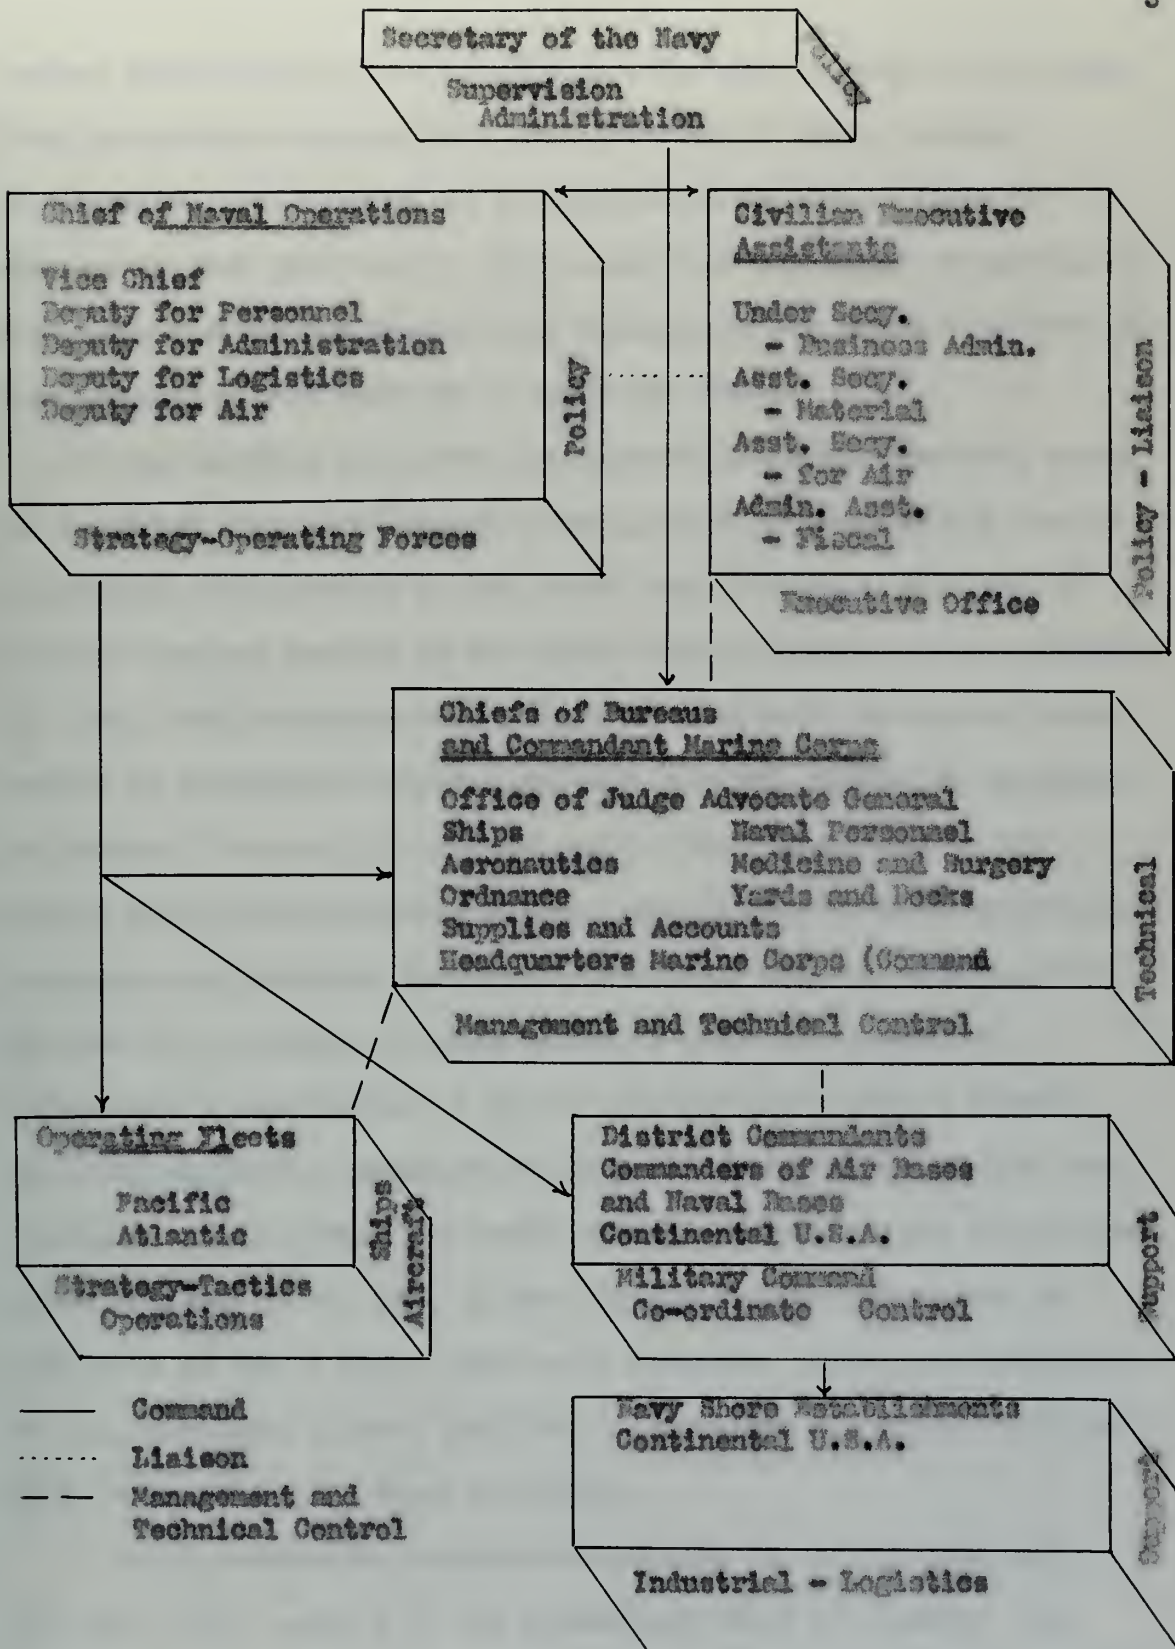 Secretary of the Navy
Policy
Supervision
Administration
Chief of Naval Operations
Vice Chief
Deputy for Personnel
Deputy for Administration
Deputy for Logistics
Deputy for Air
Policy
Strategy-Operating Forces
Civilian Executive
Assistants
Under Secy.
- Business Admin.
Asst. Secy.
- Material
Asst. Secy.
- for Air
Admin. Asst.
- Fiscal
Policy - Liaison
Executive Office
Chiefs of Bureaus
and Commandant Marine Corps
Office of Judge Advocate General
Ships Naval Personnel
Aeronautics Medicine and Surgery
Ordnance Yards and Docks
Supplies and Accounts
Headquarters Marine Corps (Command
Technical
Management and Technical Control
Operating Fleets
Pacific
Atlantic
Ships
Aircraft
Strategy-Tactics
Operations
District Commandants
Commanders of Air Bases
and Naval Bases
Continental U.S.A.
Support
Military Command
Co-ordinate Control
Navy Shore Establishments
Continental U.S.A.
Support
Industrial - Logistics
Command
Liaison
Management and
Technical Control